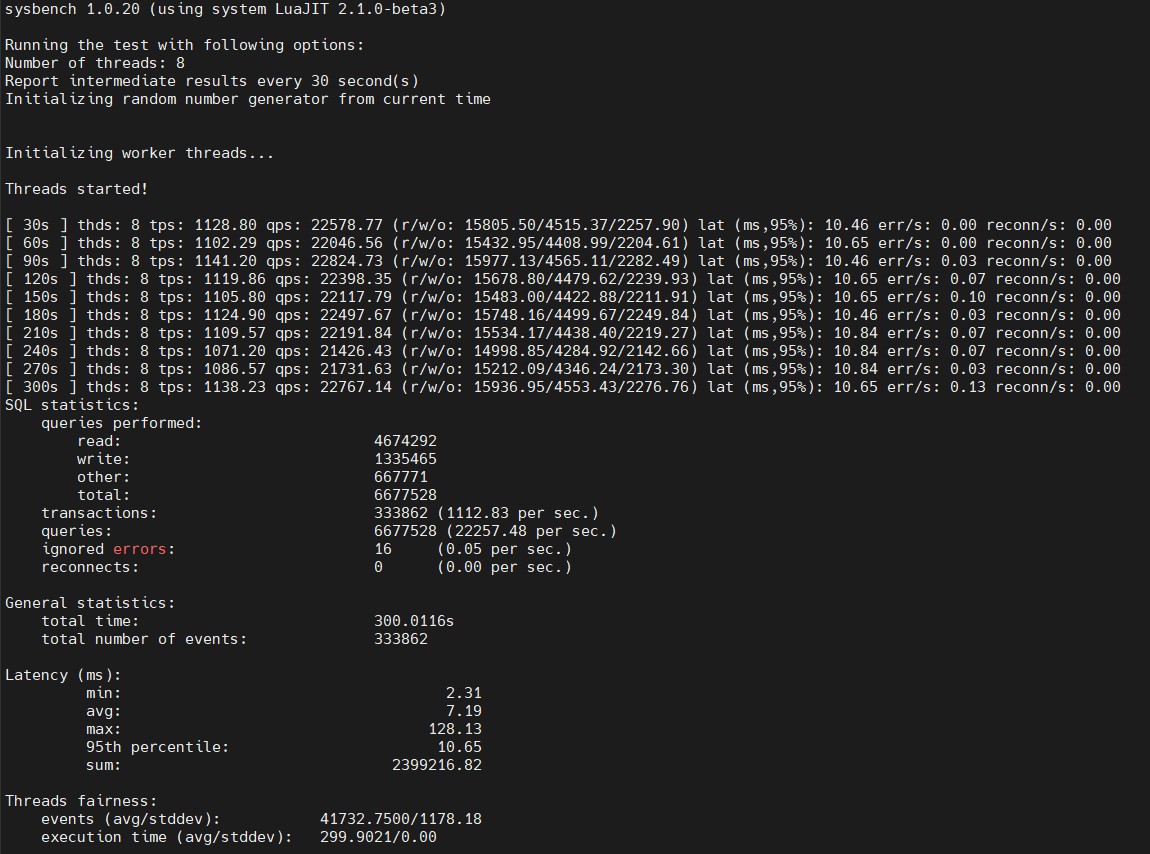 sysbench 1.0.20 (using system LuaJIT 2.1.0-beta3)
Running the test with following options:
Number of threads: 8
Report intermediate results every 30 second(s)
Initializing random number generator from current time
Initializing worker threads...
Threads started!
[ 30s ] thds: 8 tps: 1128.80 qps: 22578.77 (r/w/o: 15805.50/4515.37/2257.90) lat (ms,95%): 10.46 err/s: 0.00 reconn/s: 0.00
[ 60s ] thds: 8 tps: 1102.29 qps: 22046.56 (r/w/o: 15432.95/4408.99/2204.61) lat (ms,95%): 10.65 err/s: 0.00 reconn/s: 0.00
[ 90s ] thds: 8 tps: 1141.20 qps: 22824.73 (r/w/o: 15977.13/4565.11/2282.49) lat (ms,95%): 10.46 err/s: 0.03 reconn/s: 0.00
[ 120s ] thds: 8 tps: 1119.86 qps: 22398.35 (r/w/o: 15678.80/4479.62/2239.93) lat (ms,95%): 10.65 err/s: 0.07 reconn/s: 0.00
[ 150s ] thds: 8 tps: 1105.80 qps: 22117.79 (r/w/o: 15483.00/4422.88/2211.91) lat (ms,95%): 10.65 err/s: 0.10 reconn/s: 0.00
[ 180s ] thds: 8 tps: 1124.90 qps: 22497.67 (r/w/o: 15748.16/4499.67/2249.84) lat (ms,95%): 10.46 err/s: 0.03 reconn/s: 0.00
[ 210s ] thds: 8 tps: 1109.57 qps: 22191.84 (r/w/o: 15534.17/4438.40/2219.27) lat (ms,95%): 10.84 err/s: 0.07 reconn/s: 0.00
[ 240s ] thds: 8 tps: 1071.20 qps: 21426.43 (r/w/o: 14998.85/4284.92/2142.66) lat (ms,95%): 10.84 err/s: 0.07 reconn/s: 0.00
[ 270s ] thds: 8 tps: 1086.57 qps: 21731.63 (r/w/o: 15212.09/4346.24/2173.30) lat (ms,95%): 10.84 err/s: 0.03 reconn/s: 0.00
[ 300s ] thds: 8 tps: 1138.23 qps: 22767.14 (r/w/o: 15936.95/4553.43/2276.76) lat (ms,95%): 10.65 err/s: 0.13 reconn/s: 0.00
SQL statistics:
queries performed:
read: 4674292
write: 1335465
other: 667771
total: 6677528
transactions: 333862 (1112.83 per sec.)
queries: 6677528 (22257.48 per sec.)
ignored errors: 16 (0.05 per sec.)
reconnects: 0 (0.00 per sec.)
General statistics:
total time: 300.0116s
total number of events: 333862
Latency (ms):
min: 2.31
avg: 7.19
max: 128.13
95th percentile: 10.65
sum: 2399216.82
Threads fairness:
events (avg/stddev): 41732.7500/1178.18
execution time (avg/stddev): 299.9021/0.00